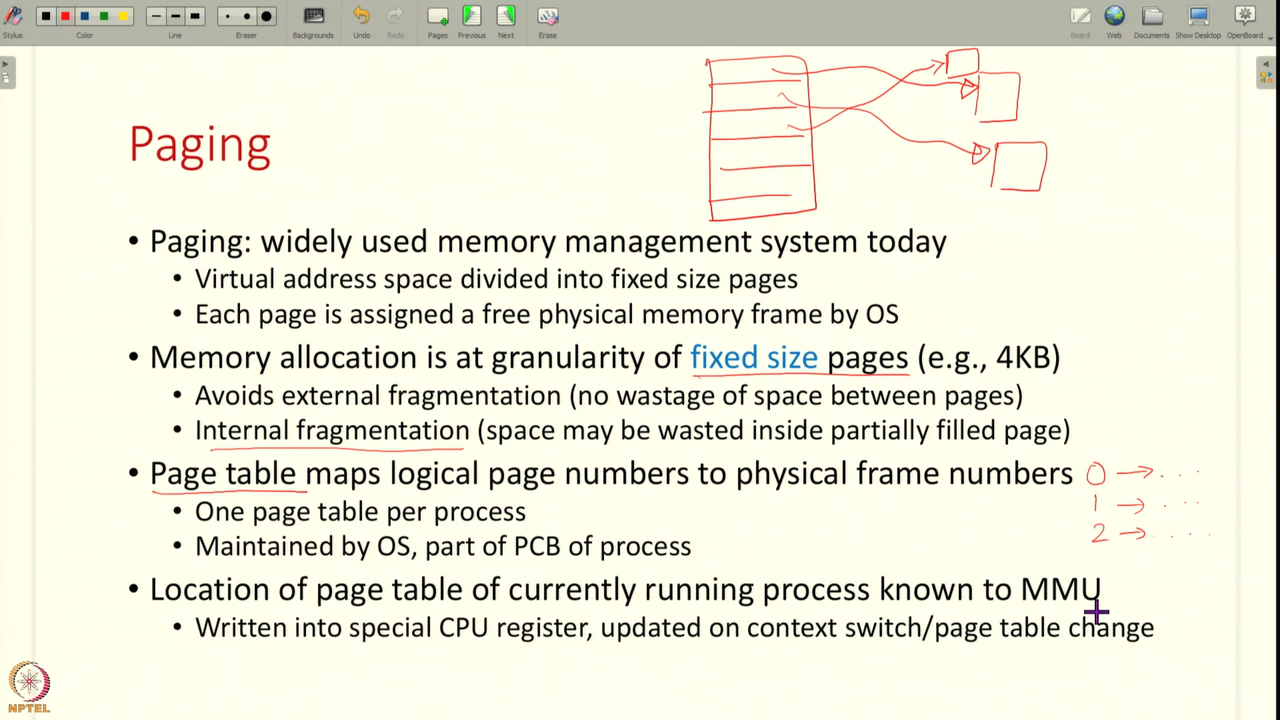 Stylus
Color
Line
Eraser
Backgrounds
Undo
Redo
Pages
Previous
Next
Erase
Board
Web
Documents
Show Desktop
OpenBoard
Paging
• Paging: widely used memory management system today
• Virtual address space divided into fixed size pages
• Each page is assigned a free physical memory frame by OS
• Memory allocation is at granularity of fixed size pages (e.g., 4KB)
• Avoids external fragmentation (no wastage of space between pages)
• Internal fragmentation (space may be wasted inside partially filled page)
• Page table maps logical page numbers to physical frame numbers
0 → . . .
1 → . . .
2 → . . . .
• One page table per process
• Maintained by OS, part of PCB of process
• Location of page table of currently running process known to MMU
• Written into special CPU register, updated on context switch/page table change
NPTEL